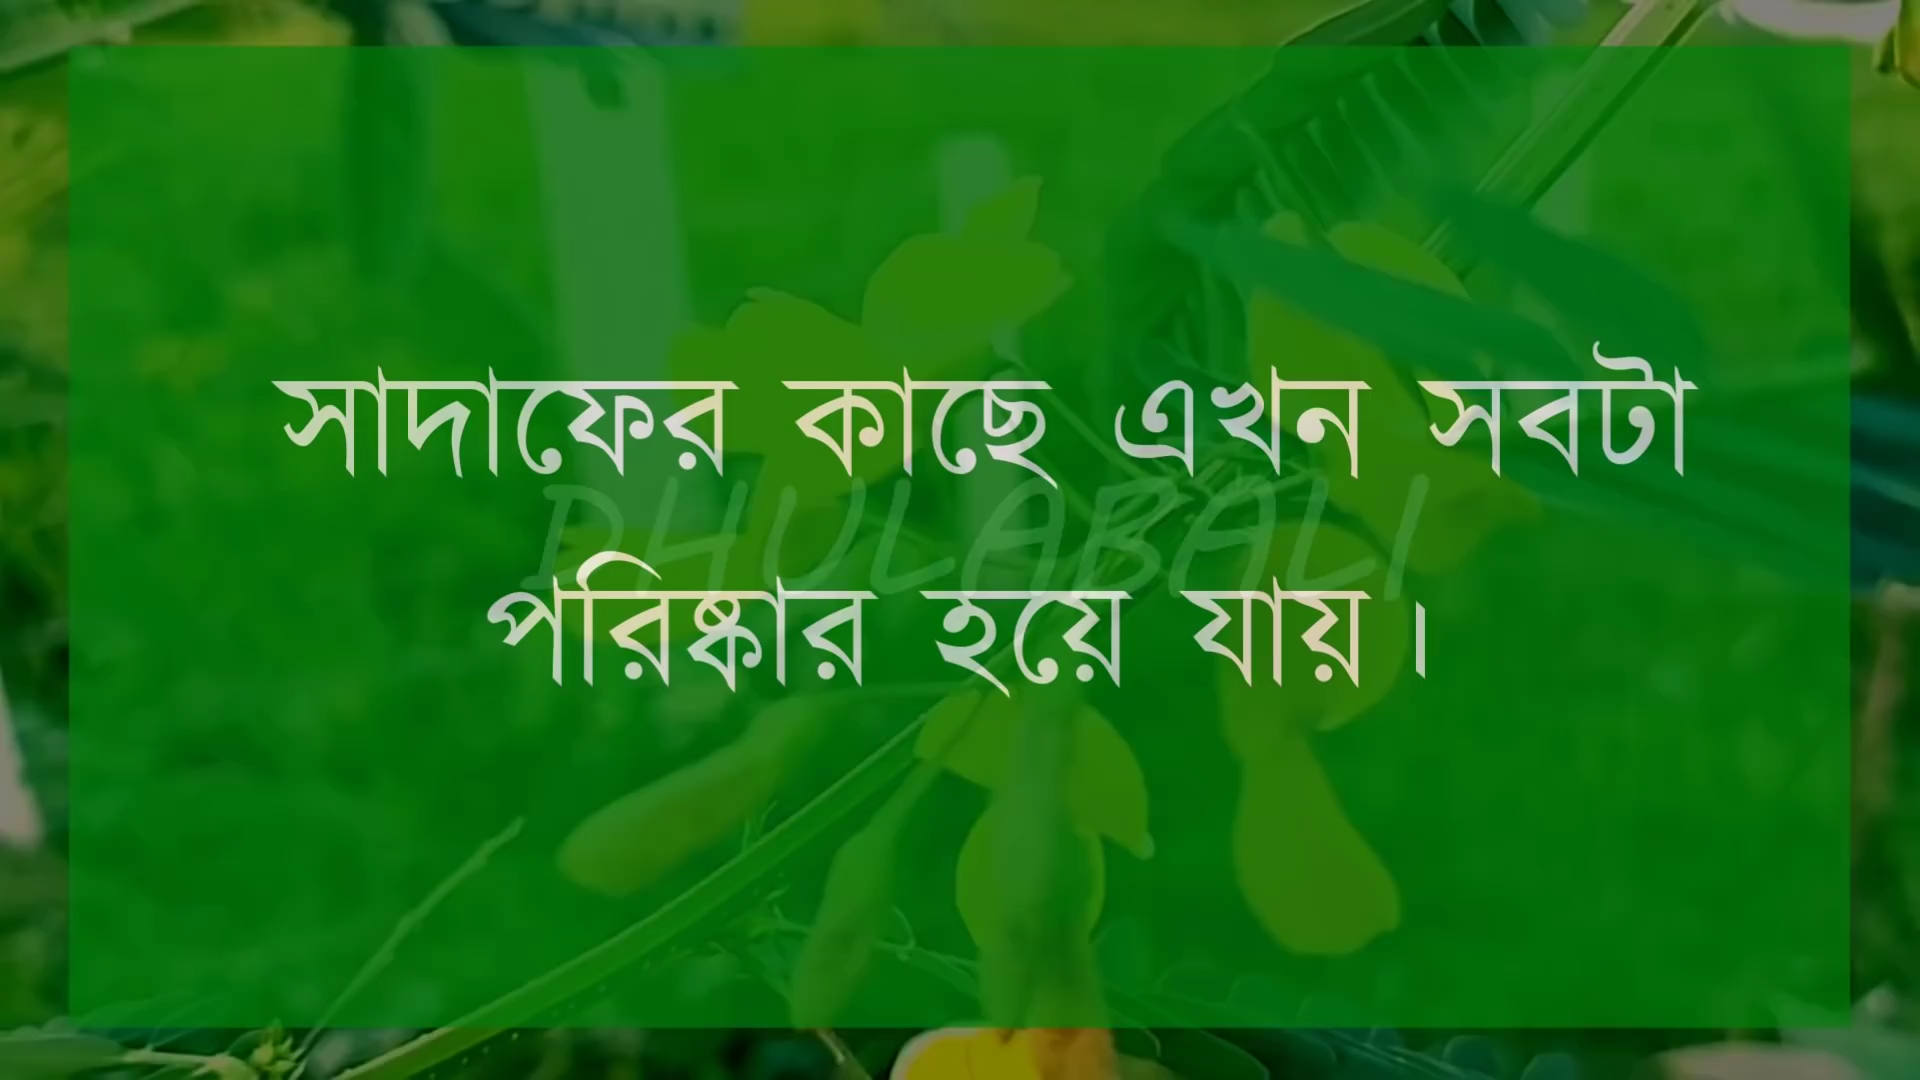 সাদাফের কাছে এখন সবটা
DHULABALI
পরিষ্কার হয়ে যায়।